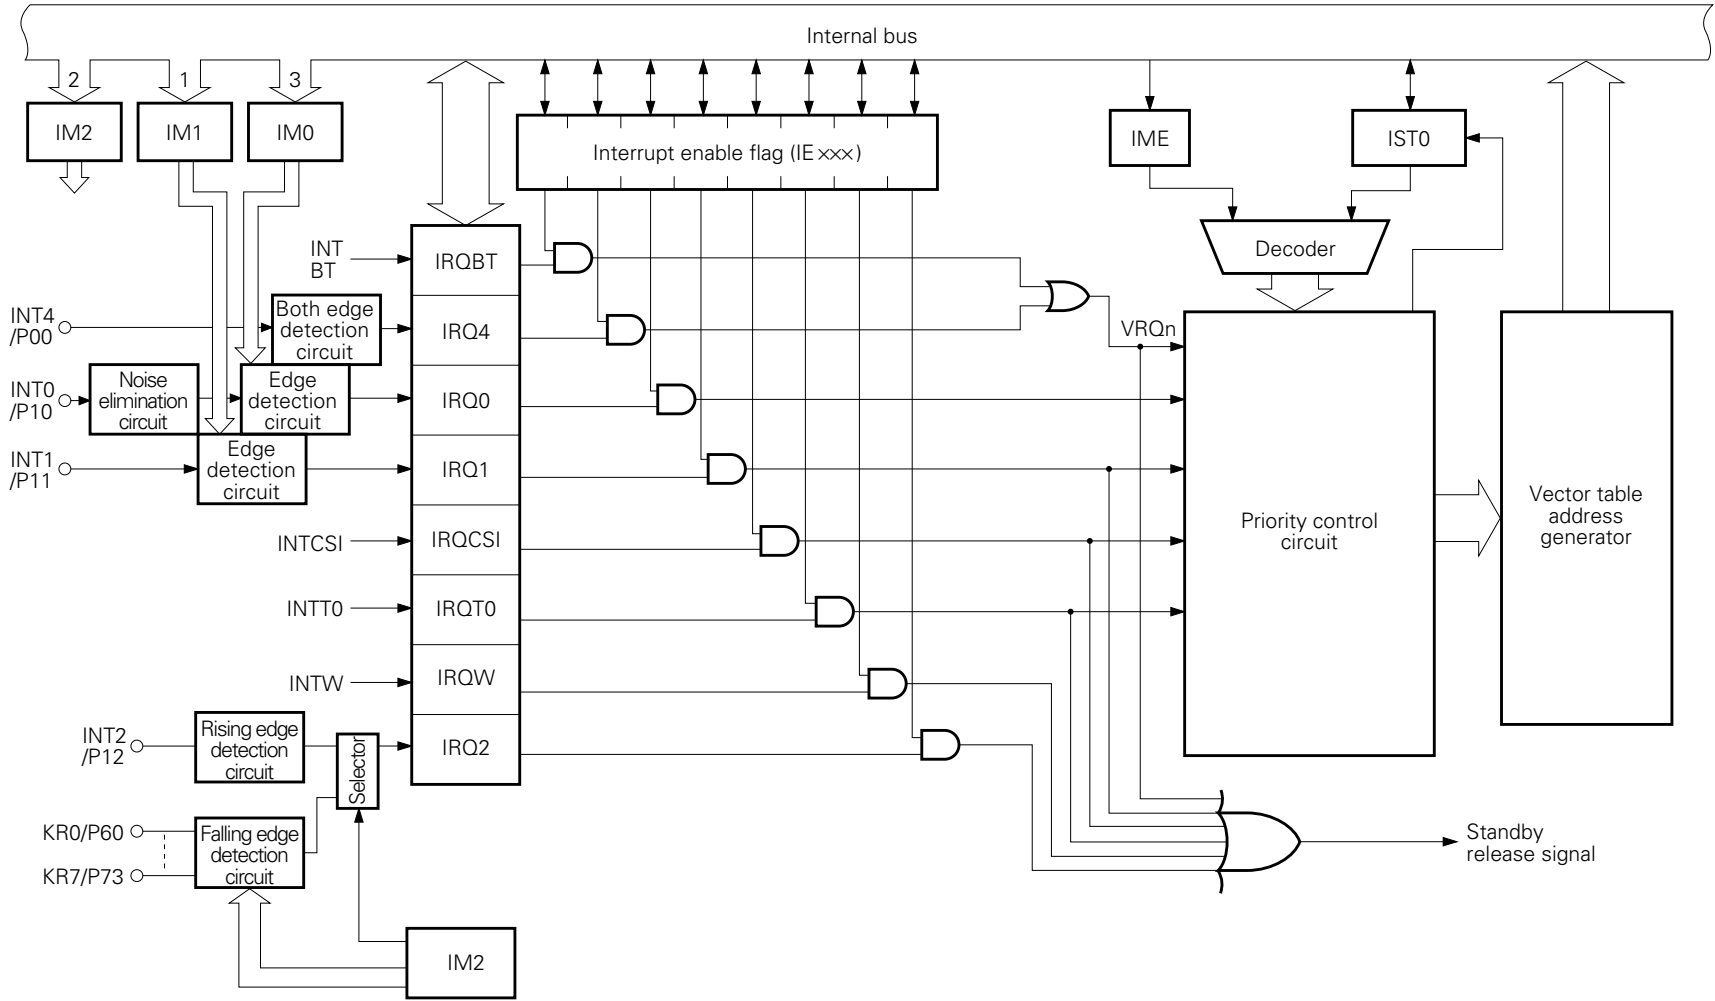 Internal bus
2
1
3
IM2
IM1
IM0
Interrupt enable flag (IE×××)
IME
IST0
Decoder
INT
BT
IRQBT
INT4
/P00
Both edge
detection
circuit
IRQ4
VRQn
INT0
/P10
Noise
elimination
circuit
Edge
detection
circuit
IRQ0
INT1
/P11
Edge
detection
circuit
IRQ1
INTCSI
IRQCSI
Priority control
circuit
Vector table
address
generator
INTT0
IRQT0
INTW
IRQW
INT2
/P12
Rising edge
detection
circuit
Selector
IRQ2
KR0/P60
KR7/P73
Falling edge
detection
circuit
Standby
release signal
IM2